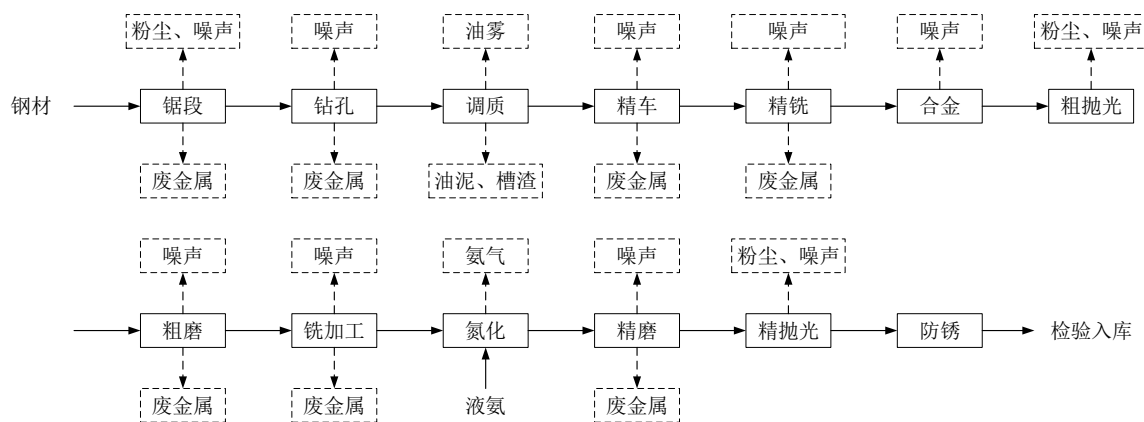 粉尘、噪声 噪声 油雾 噪声 噪声 噪声 粉尘、噪声
钢材 锯段 钻孔 调质 精车 精铣 合金 粗抛光
废金属 废金属 油泥、槽渣 废金属 废金属
噪声 噪声 氨气 噪声 粉尘、噪声
粗磨 铣加工 氮化 精磨 精抛光 防锈 检验入库
废金属 废金属 液氨 废金属